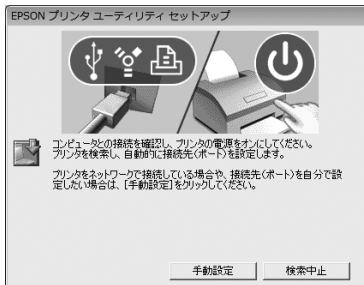 EPSON プリンタ ユーティリティ セットアップ
コンピュータとの接続を確認し、プリンタの電源をオンにしてください。
プリンタを検索し、自動的に接続先(ポート)を設定します。
プリンタをネットワークで接続している場合や、接続先(ポート)を自分で設
定したい場合は、[手動設定]をクリックしてください。
手動設定
検索中止